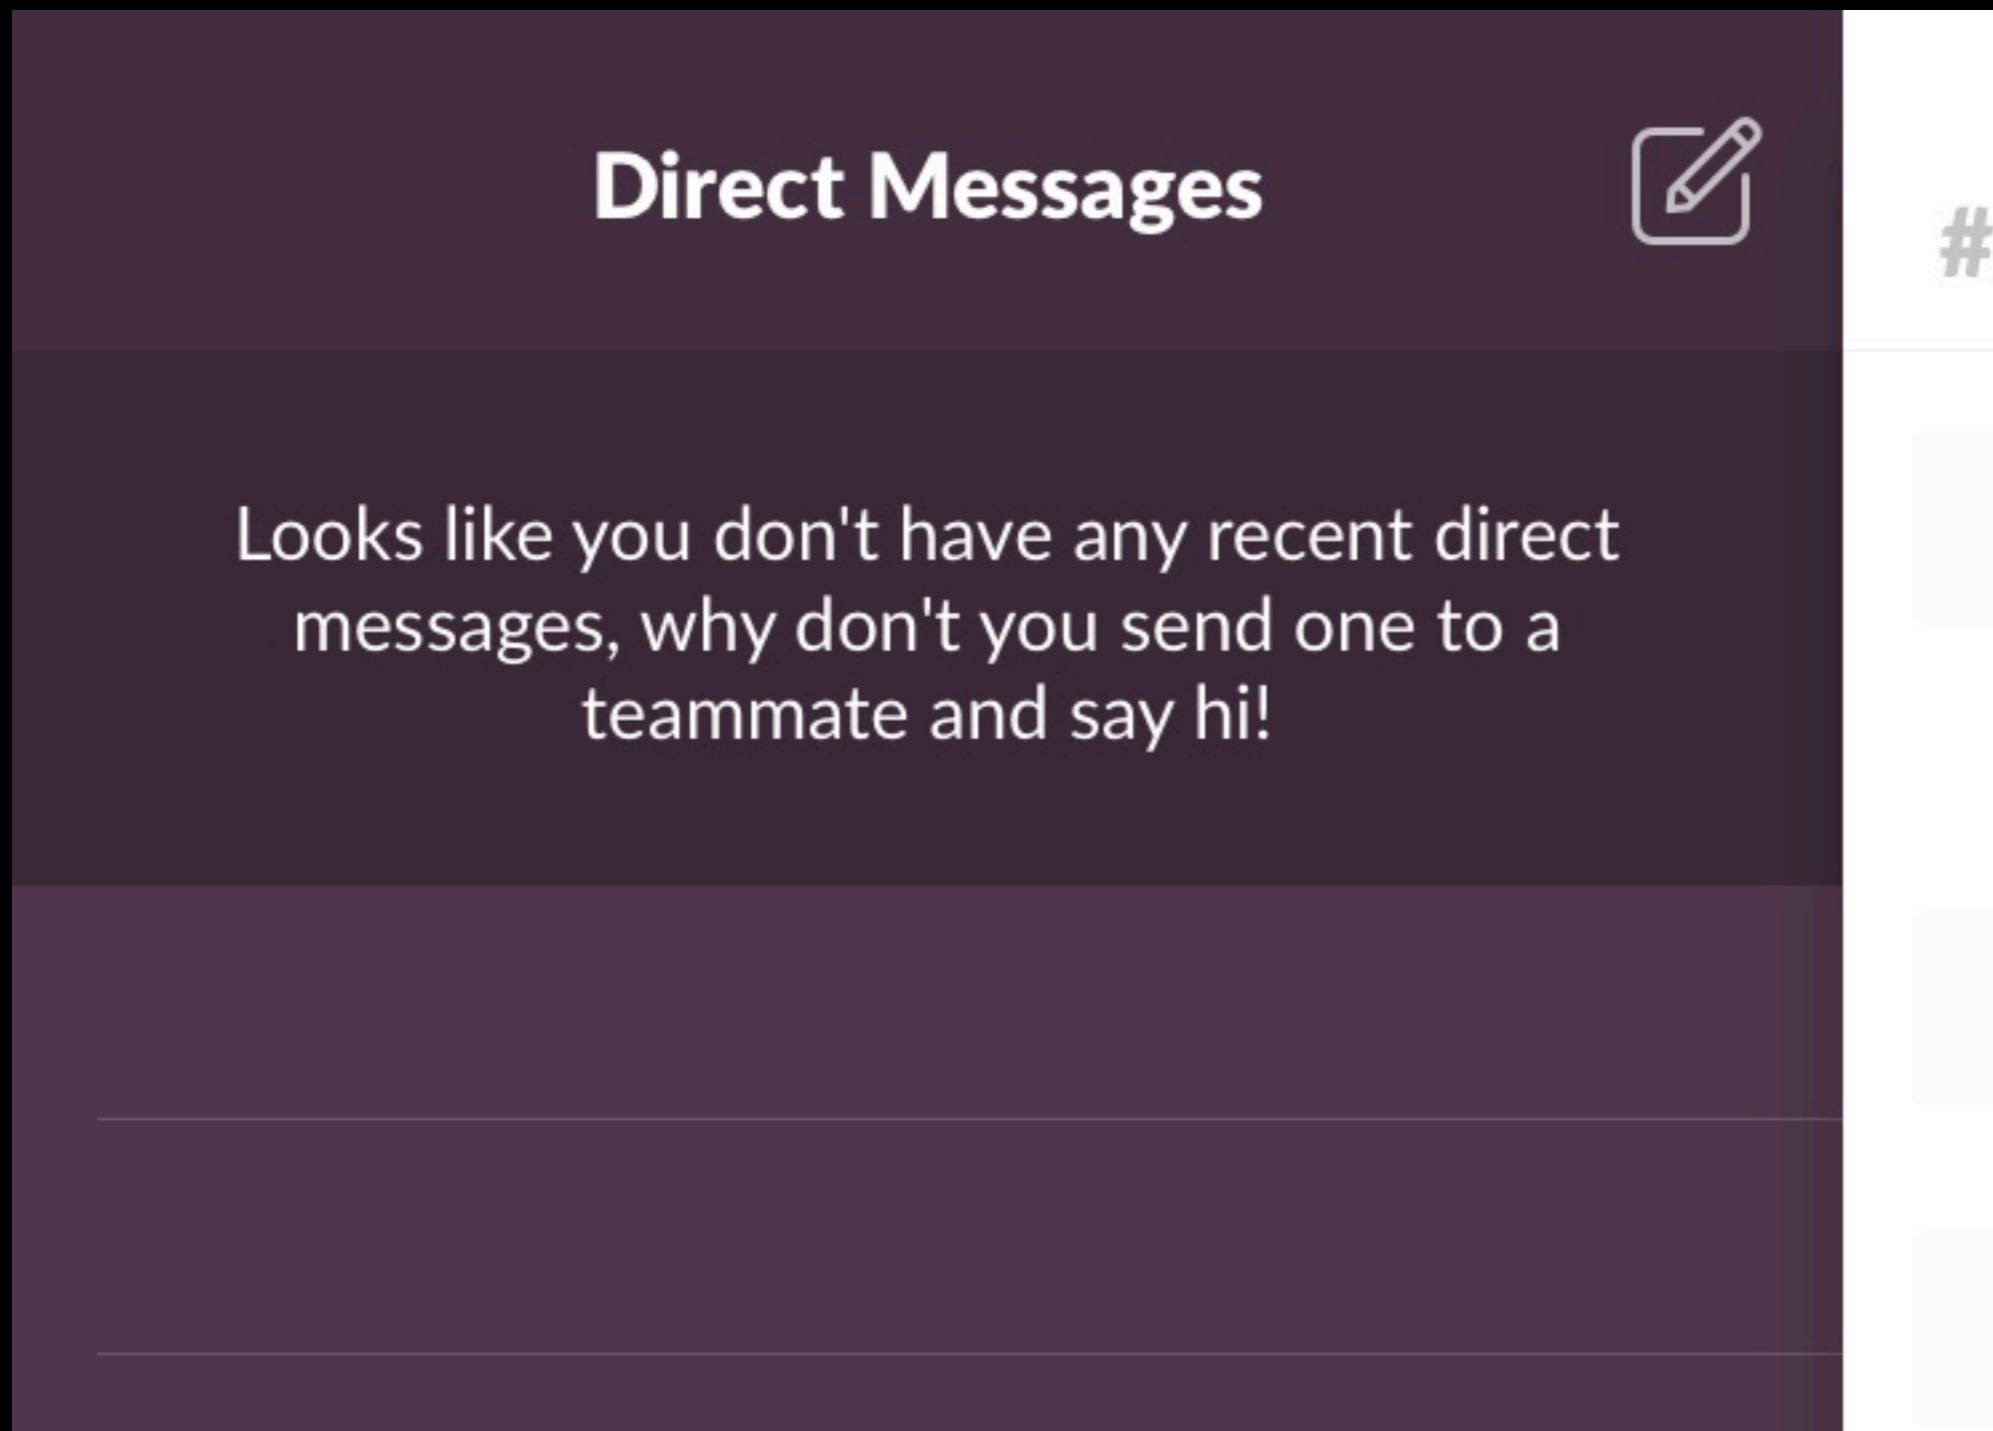 Direct Messages
#
Looks like you don't have any recent direct
messages, why don't you send one to a
teammate and say hi!